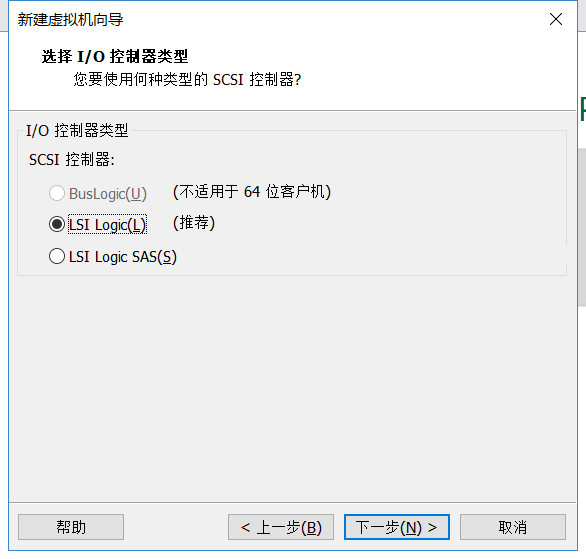 新建虚拟机向导
选择 I/O 控制器类型
您要使用何种类型的 SCSI 控制器?
I/O 控制器类型
SCSI 控制器:
BusLogic(U) (不适用于 64 位客户机)
LSI Logic(L) (推荐)
LSI Logic SAS(S)
帮助 < 上一步(B) 下一步(N) > 取消